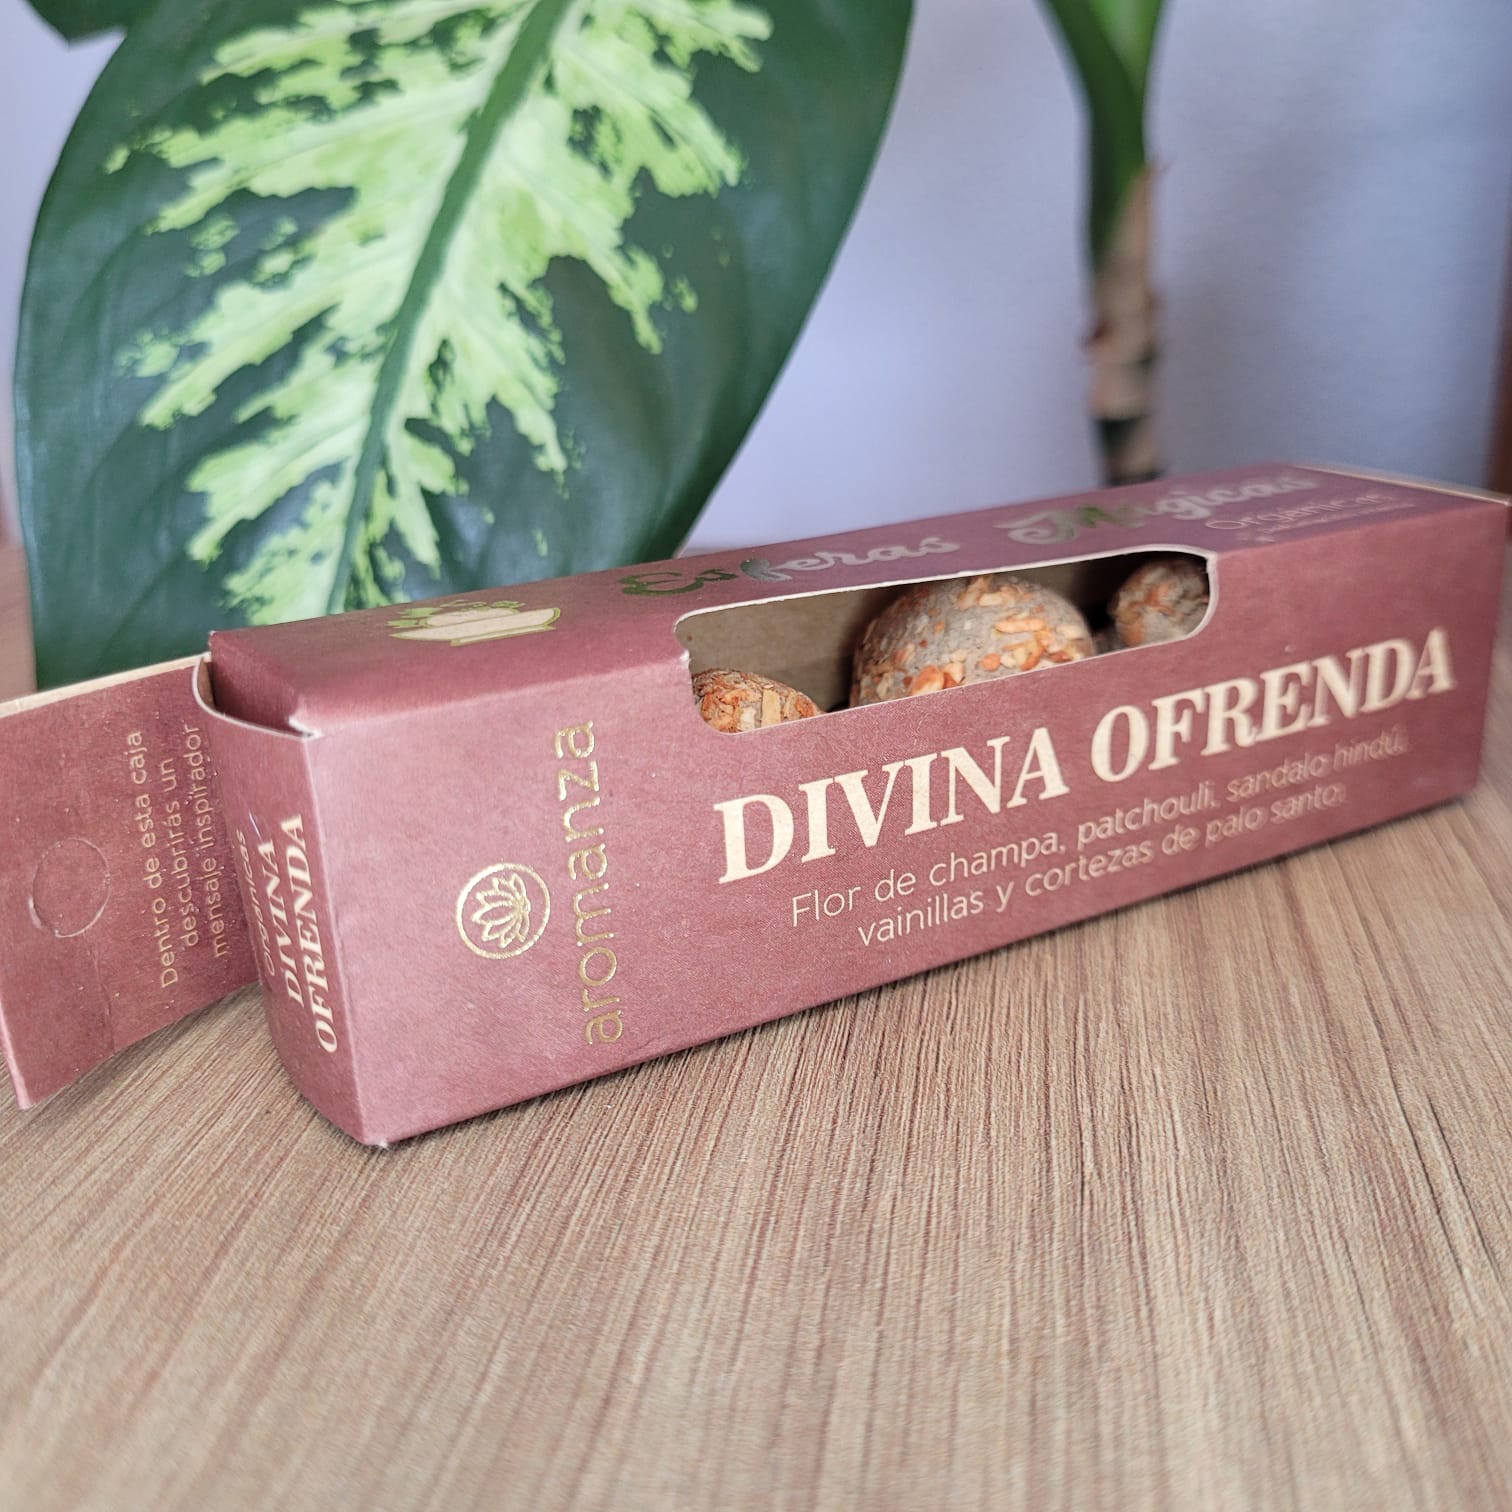 Esferas Mágicas
Orgánicas
aromanza
DIVINA OFRENDA
Flor de champa, patchouli, sandalo hindú,
vainillas y cortezas de palo santo.
Orgánicas
DIVINA
OFRENDA
Dentro de esta caja
descubrirás un
mensaje inspirador